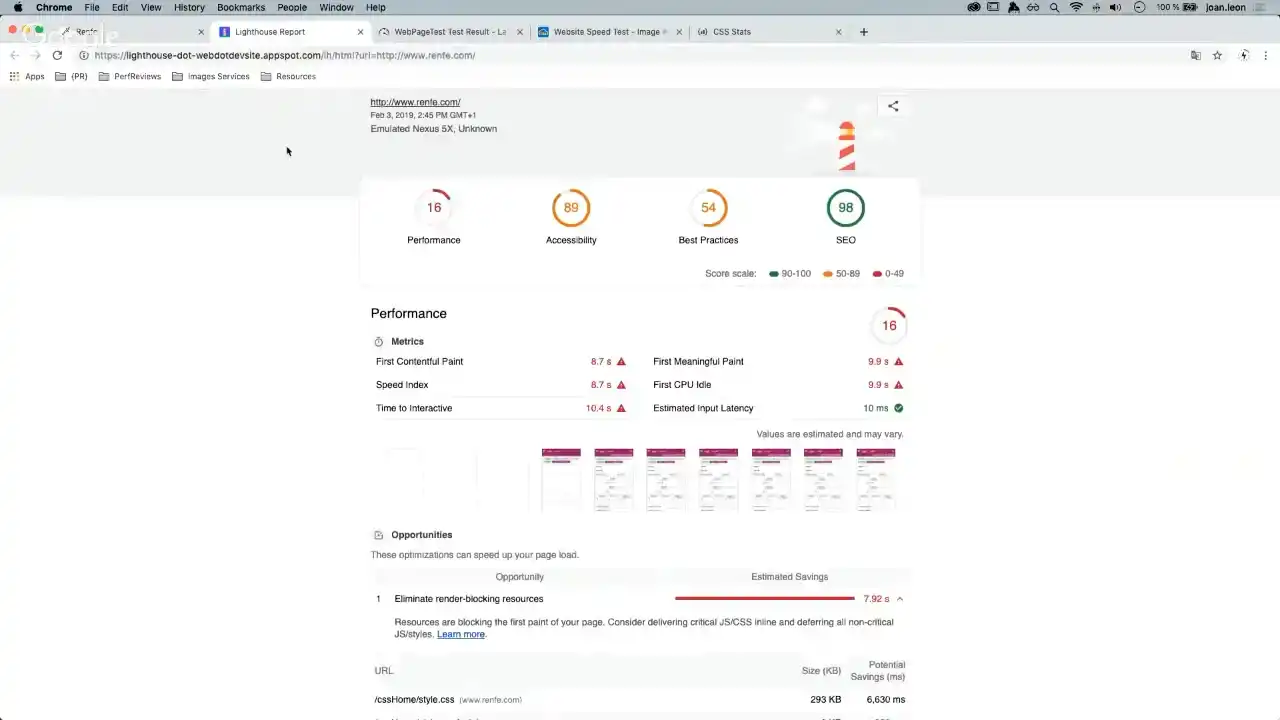 Chrome File Edit View History Bookmarks People Window Help 100% joan.leon
Renfe Lighthouse Report WebPageTest Test Result - La Website Speed Test - Image CSS Stats
https://lighthouse-dot-webdotdevsite.appspot.com/lh/html?url=http://www.renfe.com/
Apps {PR} PerfReviews Images Services Resources
http://www.renfe.com/
Feb 3, 2019, 2:45 PM GMT+1
Emulated Nexus 5X, Unknown
16 89 54 98
Performance Accessibility Best Practices SEO
Score scale: 90-100 50-89 0-49
Performance 16
Metrics
First Contentful Paint 8.7 s First Meaningful Paint 9.9 s
Speed Index 8.7 s First CPU Idle 9.9 s
Time to Interactive 10.4 s Estimated Input Latency 10 ms
Values are estimated and may vary.
Opportunities
These optimizations can speed up your page load.
Opportunity Estimated Savings
1 Eliminate render-blocking resources 7.92 s
Resources are blocking the first paint of your page. Consider delivering critical JS/CSS inline and deferring all non-critical
JS/styles. Learn more.
URL Size (KB) Potential Savings (ms)
/cssHome/style.css (www.renfe.com) 293 KB 6,630 ms